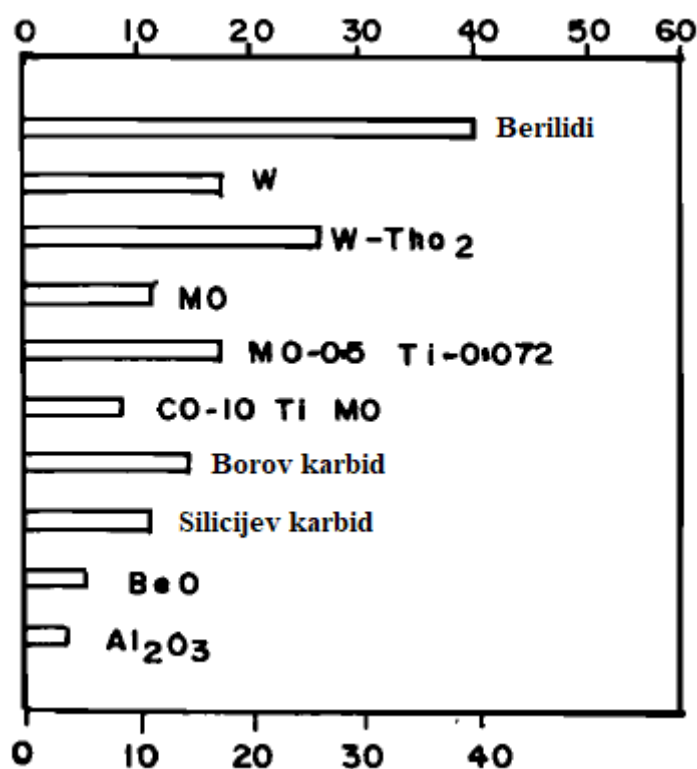 0 10 20 30 40 50 60
Berilidi
W
W-Tho2
MO
MO-0.5 Ti-0.072
CO-10 Ti MO
Borov karbid
Silicijev karbid
BeO
Al2O3
0 10 20 30 40